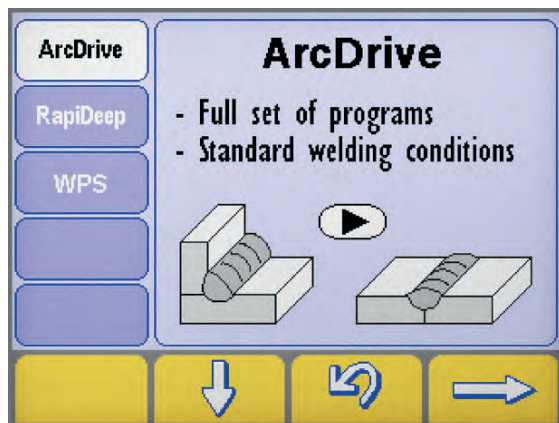 ArcDrive
RapiDeep
WPS
ArcDrive
- Full set of programs
- Standard welding conditions